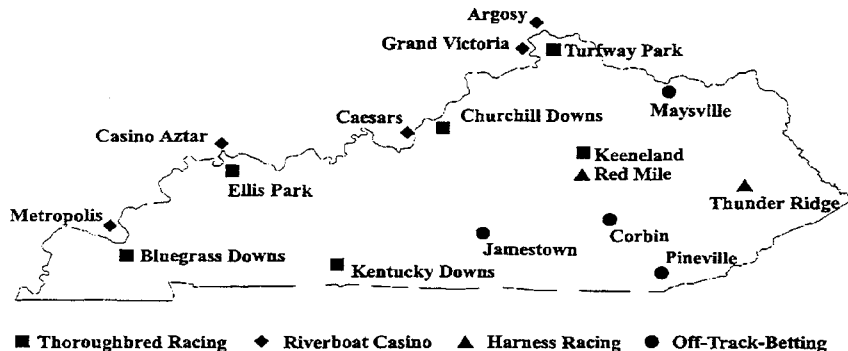 Argosy
Grand Victoria
Turfway Park
Maysville
Caesars
Churchill Downs
Casino Aztar
Keeneland
Red Mile
Ellis Park
Thunder Ridge
Metropolis
Corbin
Jamestown
Bluegrass Downs
Pineville
Kentucky Downs
Thoroughbred Racing Riverboat Casino Harness Racing Off-Track-Betting